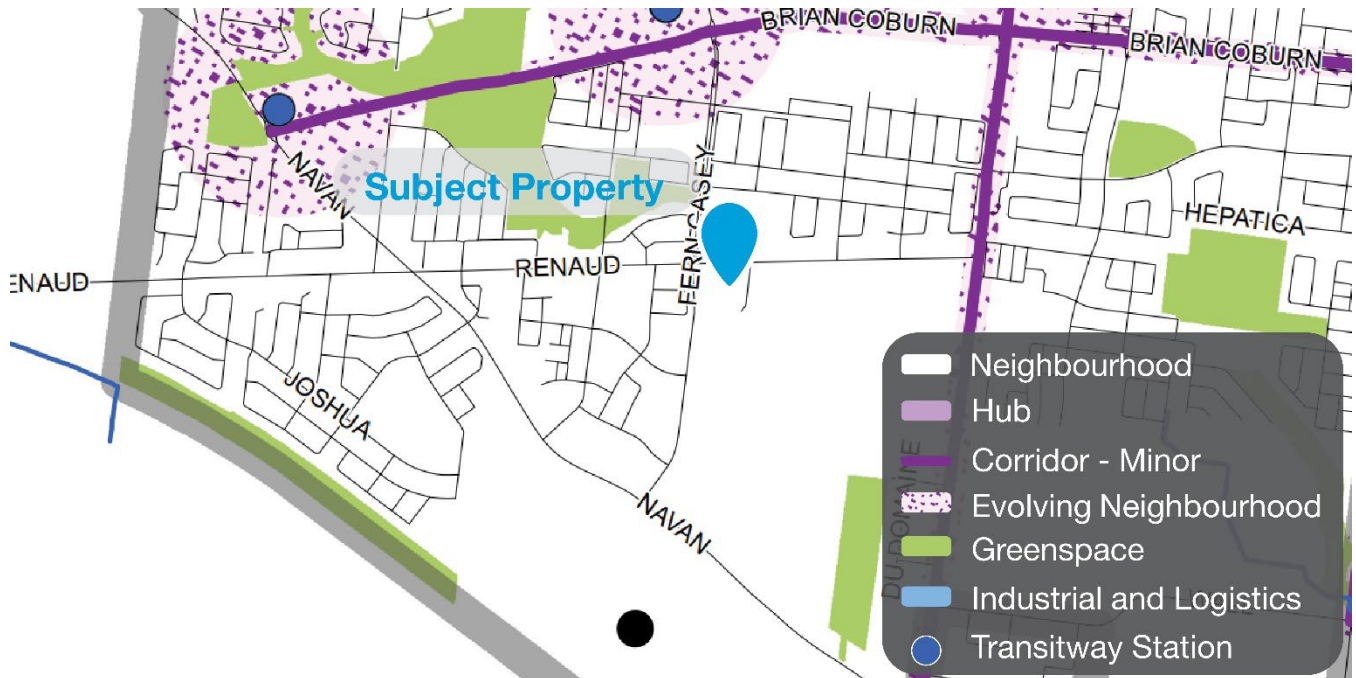 BRIAN COBURN
BRIAN COBURN
NAVAN
Subject Property
FERN CASEY
HEPATICA
ENAUD
RENAUD
JOSHUA
NAVAN
DU DOMAINE
Neighbourhood
Hub
Corridor - Minor
Evolving Neighbourhood
Greenspace
Industrial and Logistics
Transitway Station